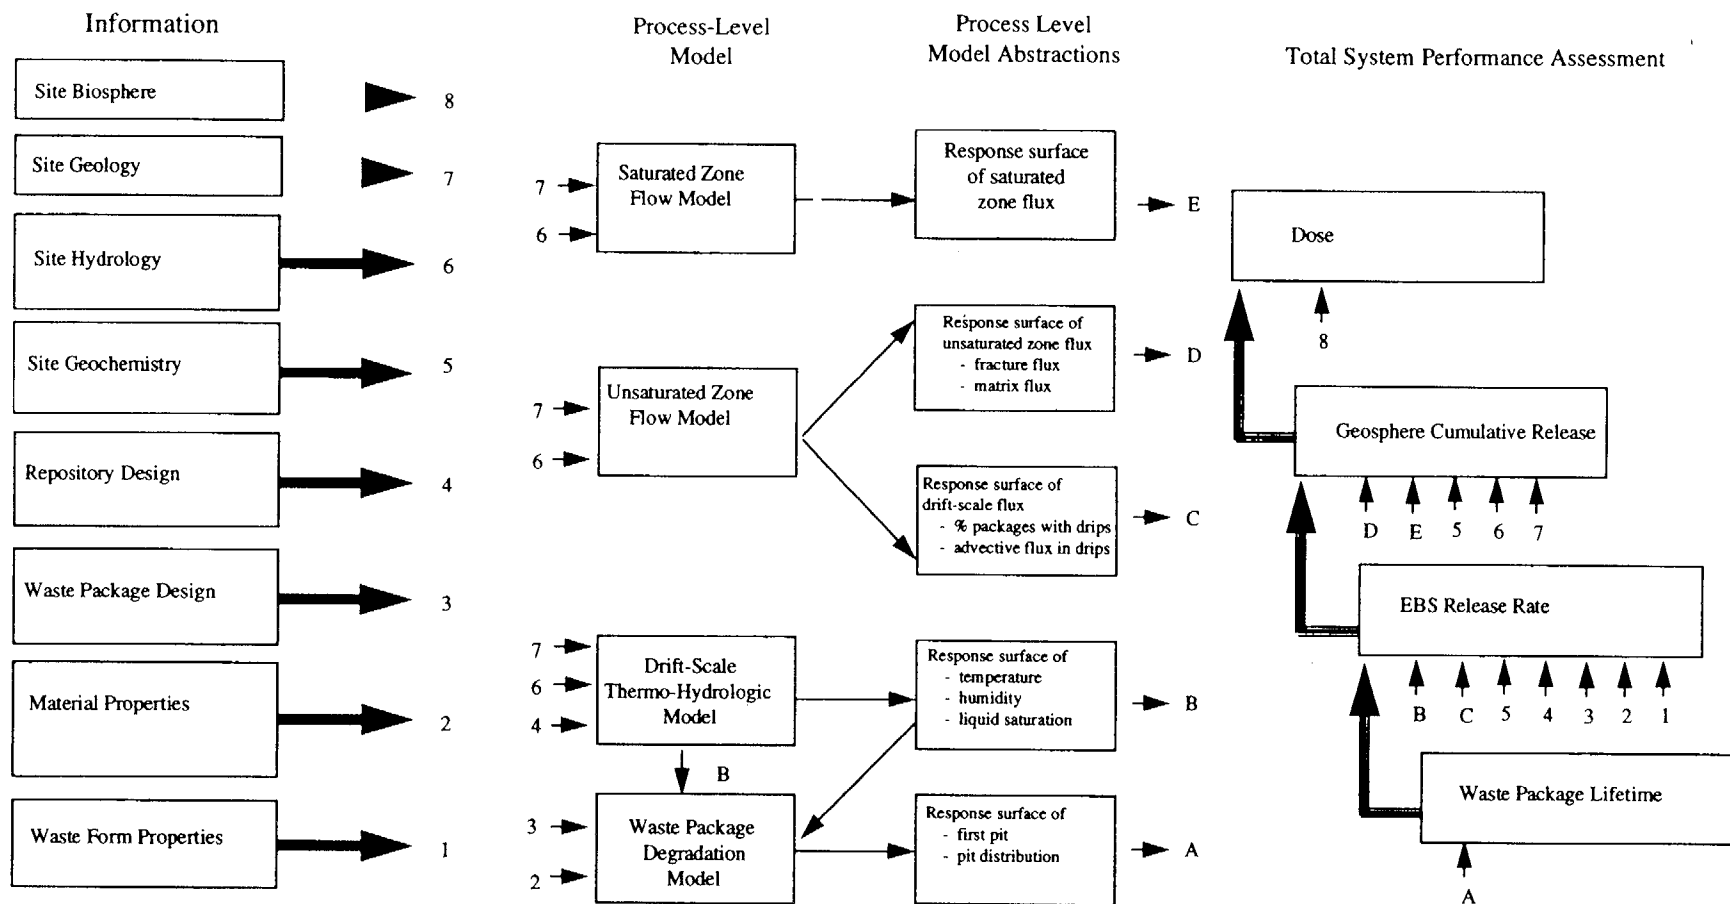 Information
Process-Level
Model
Process Level
Model Abstractions
Total System Performance Assessment
Site Biosphere
8
Site Geology
7
Site Hydrology
6
Site Geochemistry
5
Repository Design
4
Waste Package Design
3
Material Properties
2
Waste Form Properties
1
7
6
Saturated Zone
Flow Model
Response surface
of saturated
zone flux
E
7
6
Unsaturated Zone
Flow Model
Response surface of
unsaturated zone flux
- fracture flux
- matrix flux
D
Response surface of
drift-scale flux
- % packages with drips
- advective flux in drips
C
7
6
4
Drift-Scale
Thermo-Hydrologic
Model
B
Response surface of
- temperature
- humidity
- liquid saturation
B
3
2
Waste Package
Degradation
Model
Response surface of
- first pit
- pit distribution
A
Dose
8
Geosphere Cumulative Release
D E 5 6 7
EBS Release Rate
B C 5 4 3 2 1
Waste Package Lifetime
A